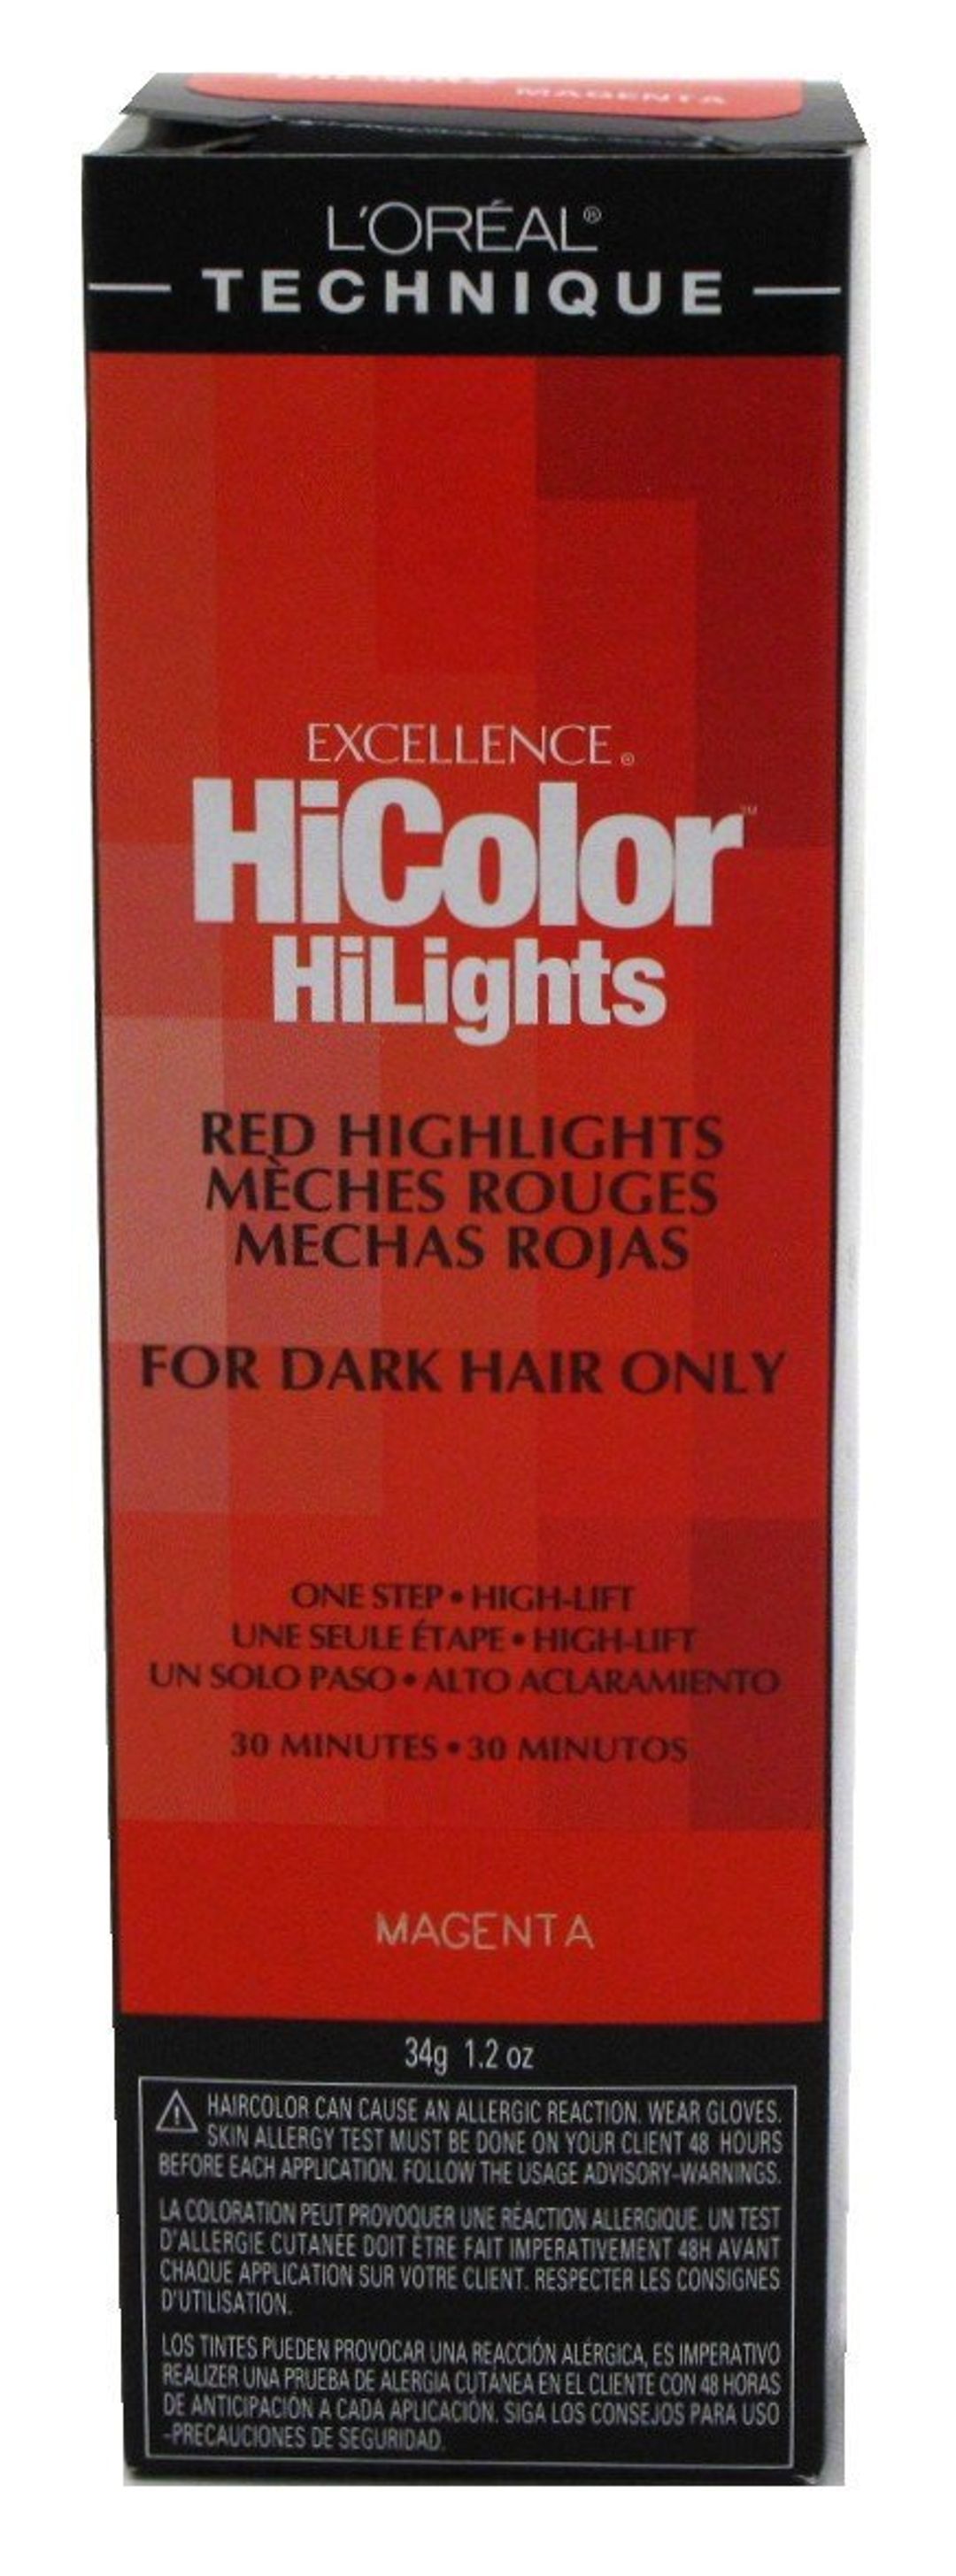 MAGENTA
L'ORÉAL®
TECHNIQUE
EXCELLENCE®
HiColor™
HiLights
RED HIGHLIGHTS
MÈCHES ROUGES
MECHAS ROJAS
FOR DARK HAIR ONLY
ONE STEP • HIGH-LIFT
UNE SEULE ÉTAPE • HIGH-LIFT
UN SOLO PASO • ALTO ACLARAMIENTO
30 MINUTES • 30 MINUTOS
MAGENTA
34g 1.2 oz
HAIRCOLOR CAN CAUSE AN ALLERGIC REACTION. WEAR GLOVES.
SKIN ALLERGY TEST MUST BE DONE ON YOUR CLIENT 48 HOURS
BEFORE EACH APPLICATION. FOLLOW THE USAGE ADVISORY-WARNINGS.
LA COLORATION PEUT PROVOQUER UNE RÉACTION ALLERGIQUE. UN TEST
D'ALLERGIE CUTANÉE DOIT ÊTRE FAIT IMPERATIVEMENT 48H AVANT
CHAQUE APPLICATION SUR VOTRE CLIENT. RESPECTER LES CONSIGNES
D'UTILISATION.
LOS TINTES PUEDEN PROVOCAR UNA REACCIÓN ALÉRGICA, ES IMPERATIVO
REALIZER UNA PRUEBA DE ALERGIA CUTÁNEA EN EL CLIENTE CON 48 HORAS
DE ANTICIPACIÓN A CADA APLICACIÓN. SIGA LOS CONSEJOS PARA USO
-PRECAUCIONES DE SEGURIDAD.